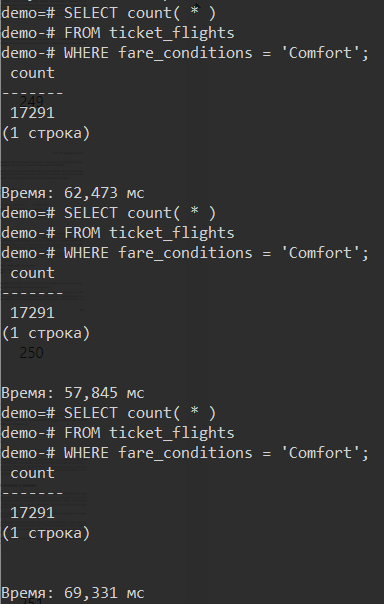 demo=# SELECT count( * )
demo-# FROM ticket_flights
demo-# WHERE fare_conditions = 'Comfort';
 count
-------
249
 17291
(1 строка)
Время: 62,473 мс
demo=# SELECT count( * )
demo-# FROM ticket_flights
demo-# WHERE fare_conditions = 'Comfort';
 count
-------
 17291
(1 строка)
250
Время: 57,845 мс
demo=# SELECT count( * )
demo-# FROM ticket_flights
demo-# WHERE fare_conditions = 'Comfort';
 count
-------
 17291
(1 строка)
Время: 69,331 мс